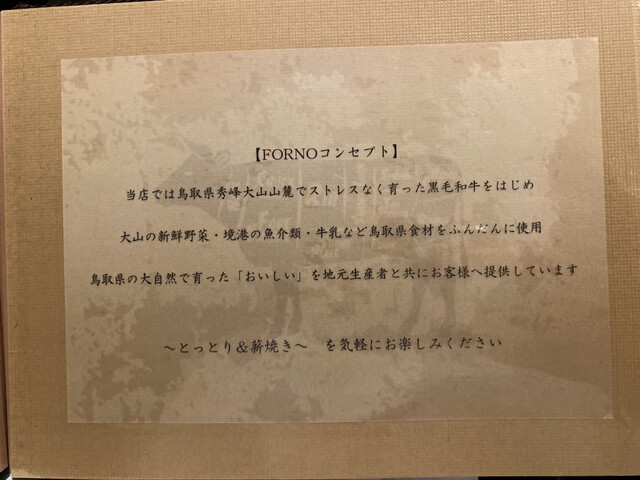 【FORNOコンセプト】
当店では鳥取県秀峰大山山麓でストレスなく育った黒毛和牛をはじめ
大山の新鮮野菜・境港の魚介類・牛乳など鳥取県食材をふんだんに使用
鳥取県の大自然で育った「おいしい」を地元生産者と共にお客様へ提供しています
～とっとり＆薪焼き～　を気軽にお楽しみください